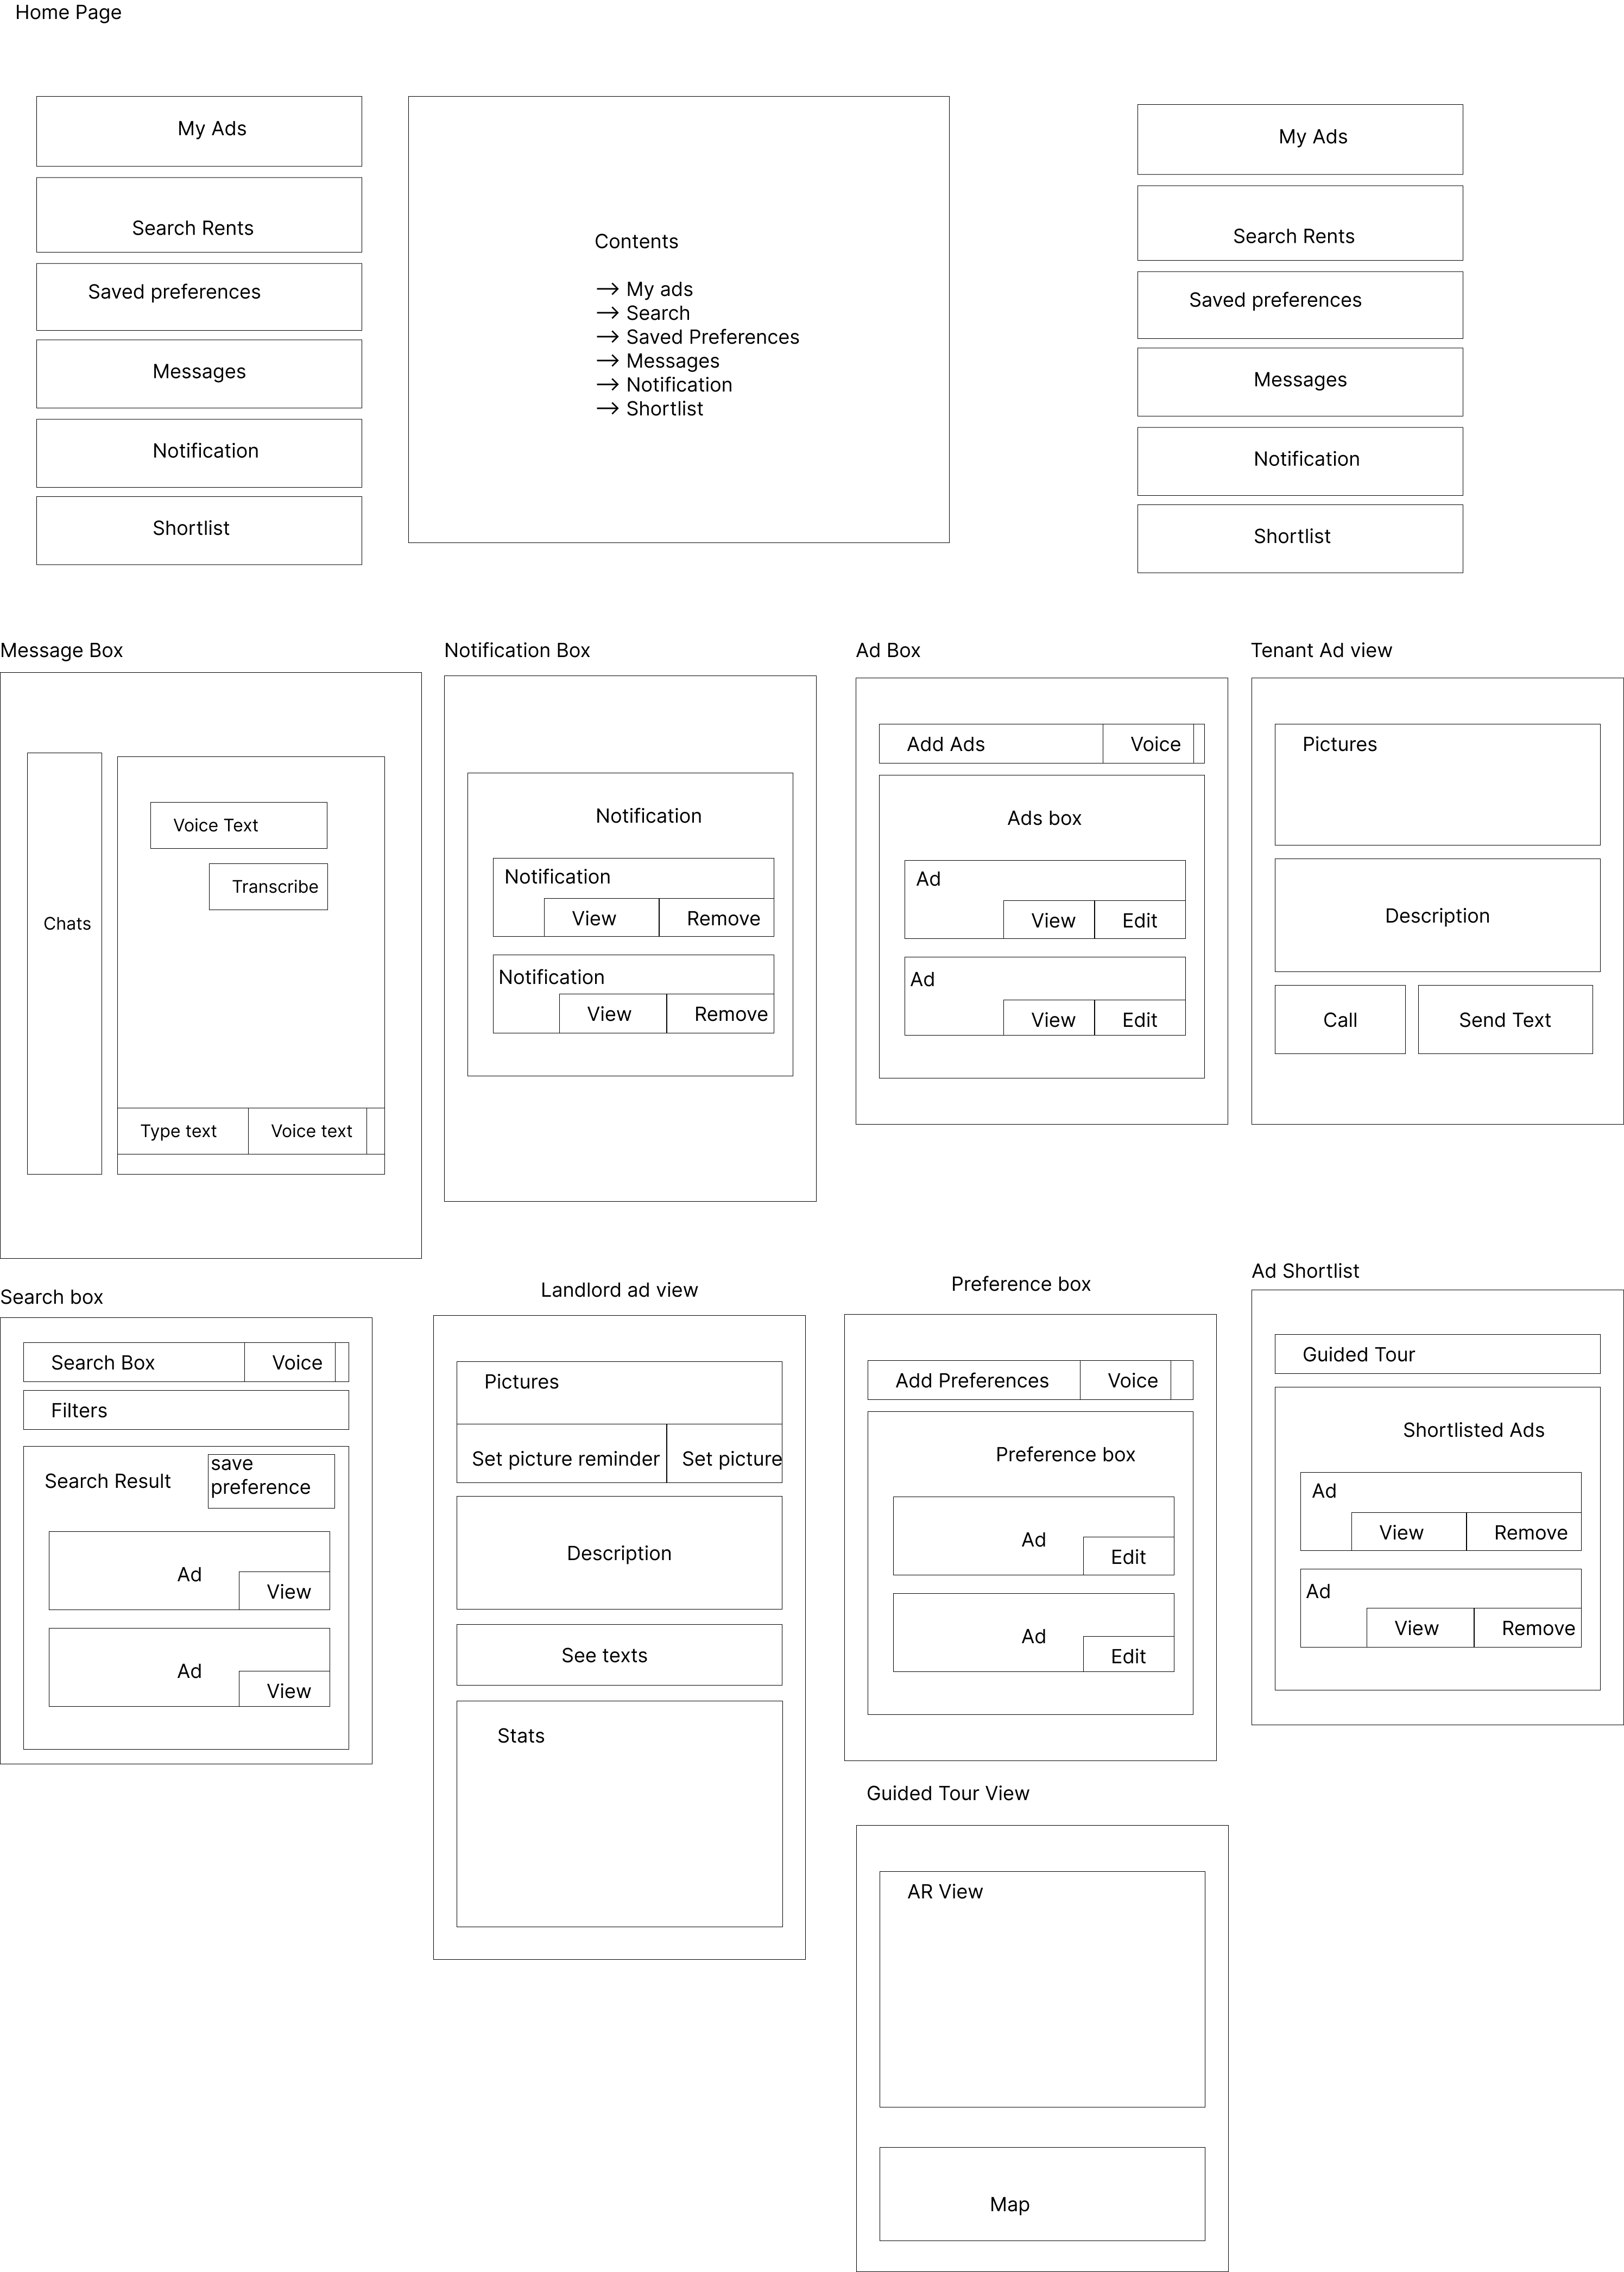 Home Page
My Ads
Search Rents
Saved preferences
Messages
Notification
Shortlist
Contents
→ My ads
→ Search
→ Saved Preferences
→ Messages
→ Notification
→ Shortlist
My Ads
Search Rents
Saved preferences
Messages
Notification
Shortlist
Message Box
Chats
Voice Text
Transcribe
Type text
Voice text
Notification Box
Notification
Notification
View
Remove
Notification
View
Remove
Ad Box
Add Ads
Voice
Ads box
Ad
View
Edit
Ad
View
Edit
Tenant Ad view
Pictures
Description
Call
Send Text
Search box
Search Box
Voice
Filters
Search Result
save
preference
Ad
View
Ad
View
Landlord ad view
Pictures
Set picture reminder
Set picture
Description
See texts
Stats
Preference box
Add Preferences
Voice
Preference box
Ad
Edit
Ad
Edit
Ad Shortlist
Guided Tour
Shortlisted Ads
Ad
View
Remove
Ad
View
Remove
Guided Tour View
AR View
Map